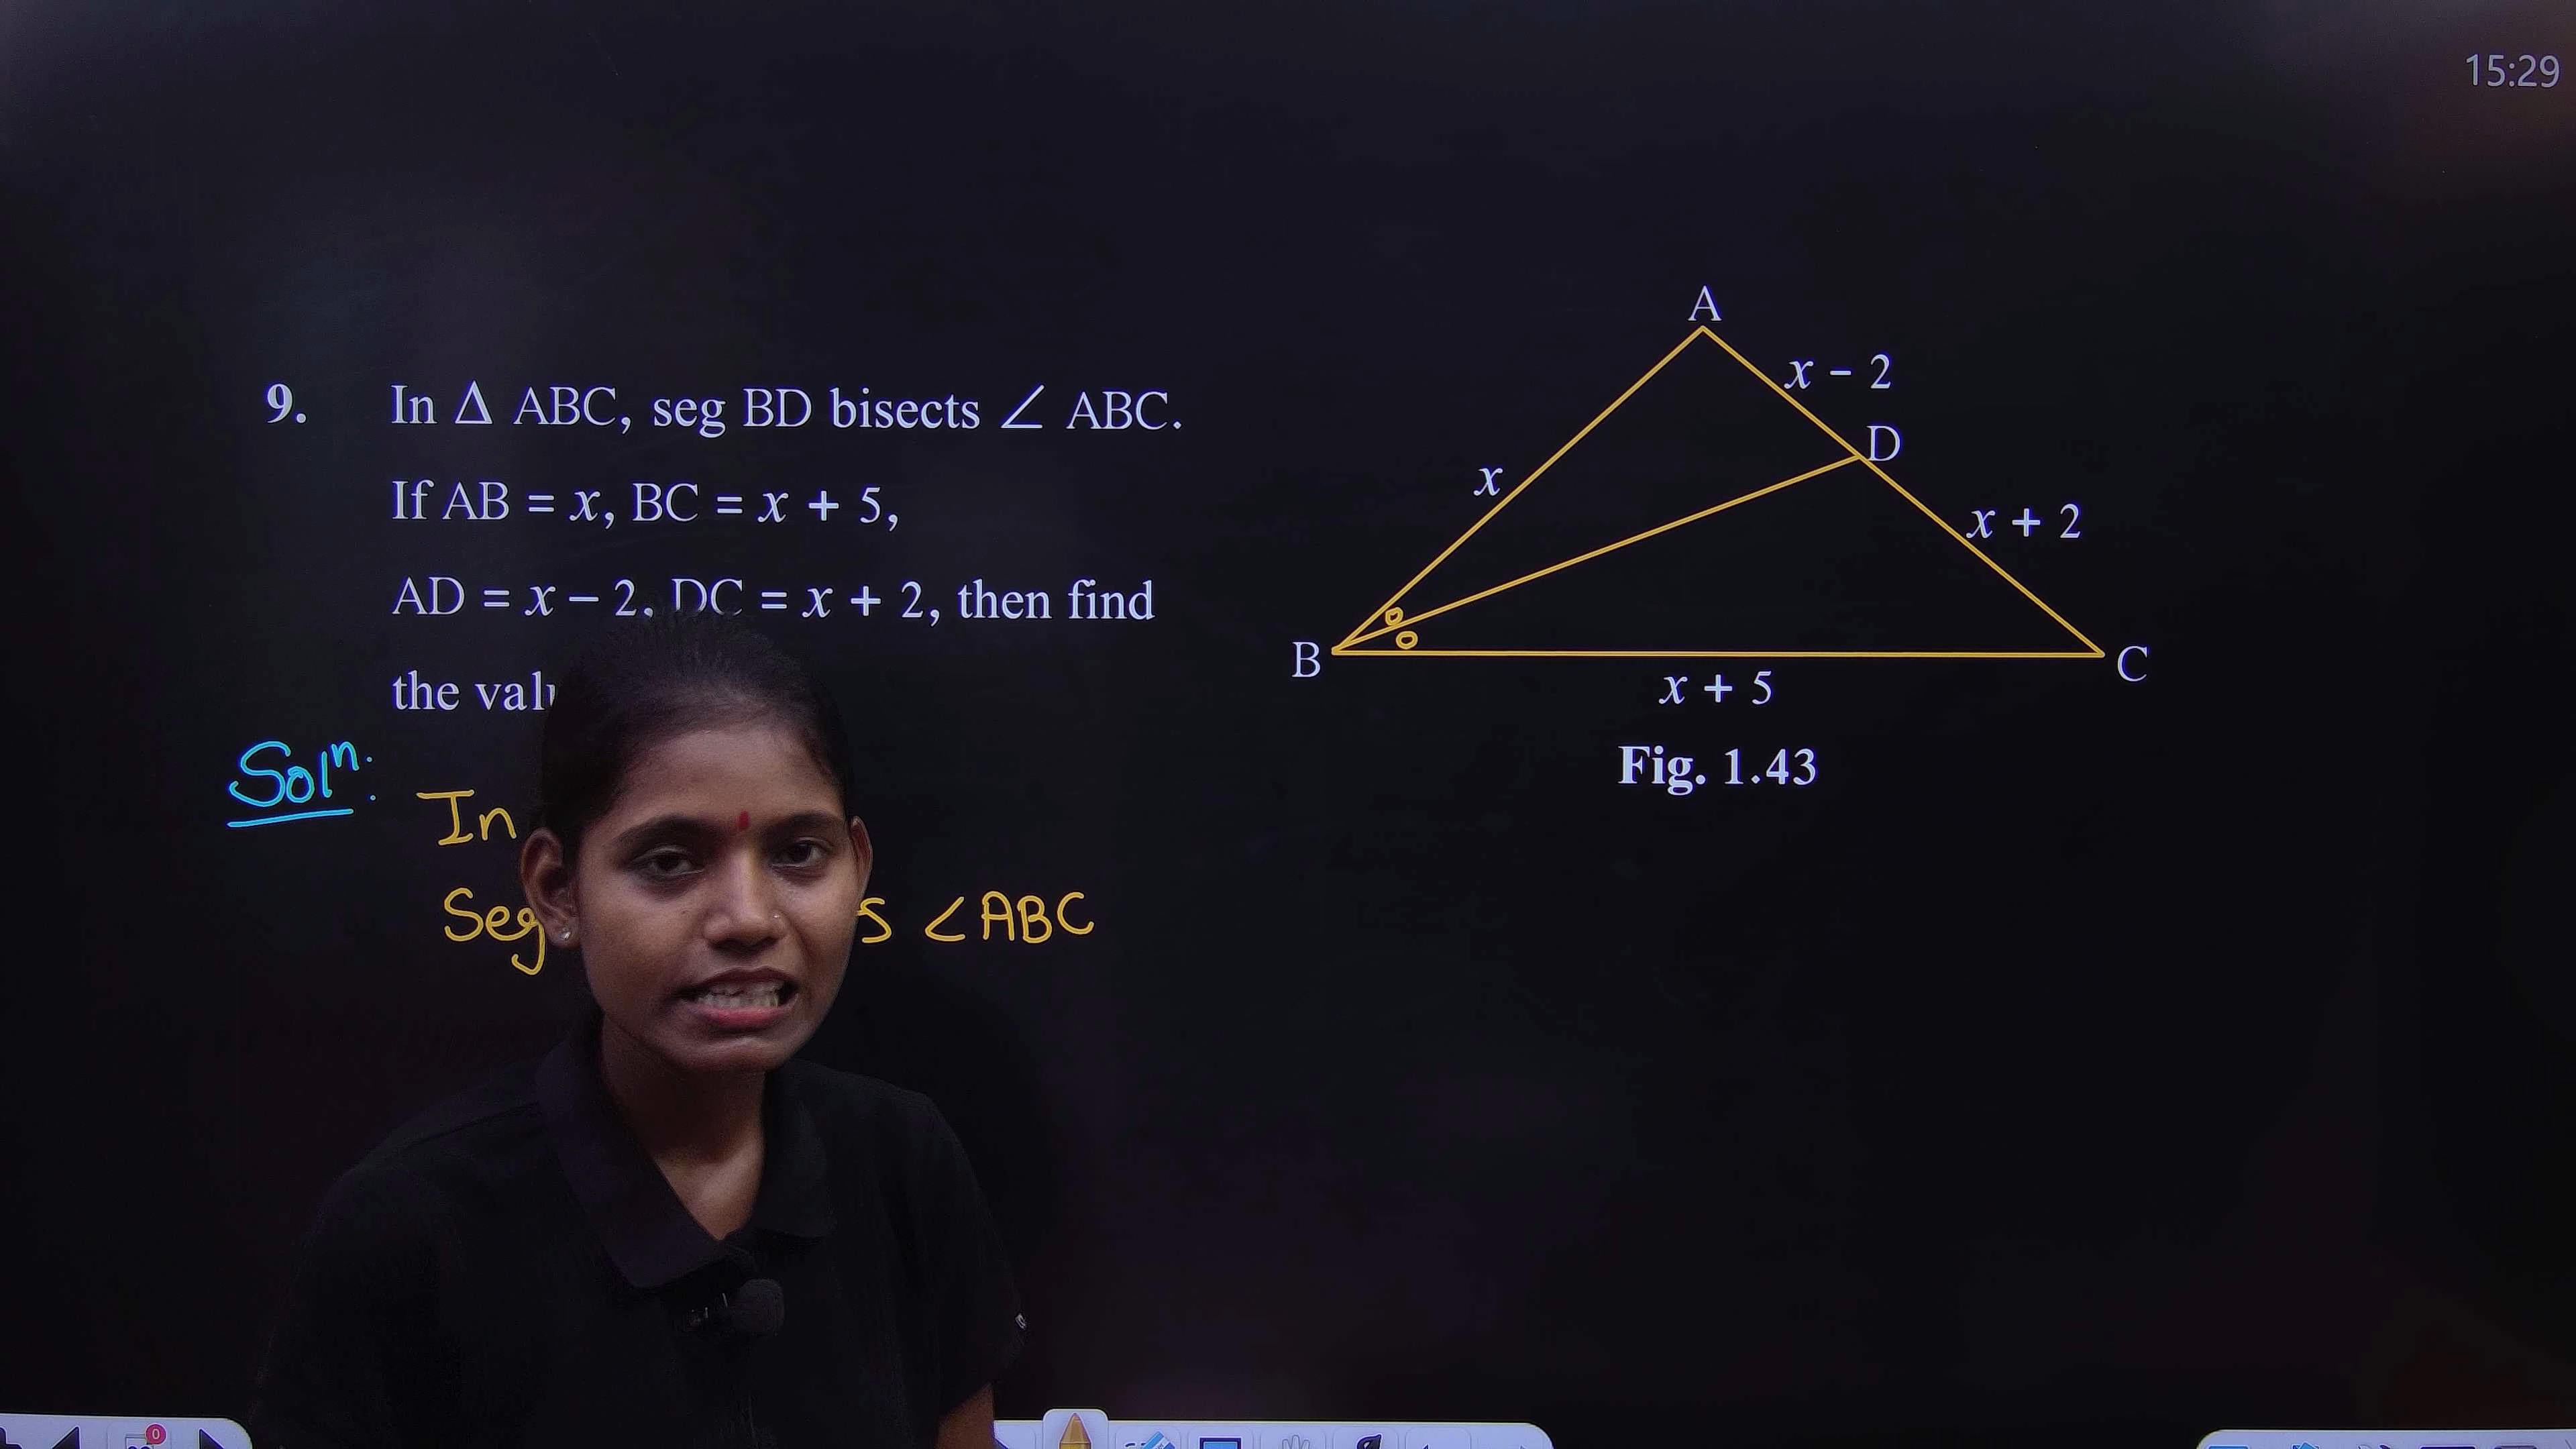 15:29
9. In Δ ABC, seg BD bisects ∠ ABC.
If AB = x, BC = x + 5,
AD = x − 2, DC = x + 2, then find
the
Solⁿ:
In
Seg ∠ABC
A
x − 2
D
x
x + 2
B
C
x + 5
Fig. 1.43
0